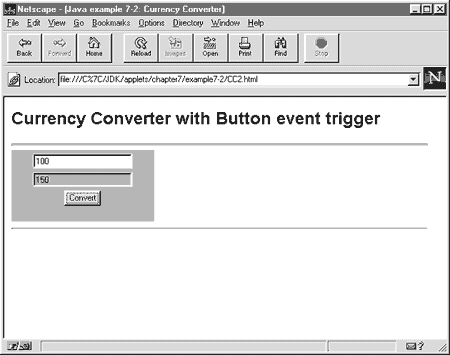 Netscape - [Java example 7-2: Currency Converter]
File Edit View Go Bookmarks Options Directory Window Help
Back Forward Home Reload Images Open Print Find Stop
Location: file:///C%7C/JDK/applets/chapter7/example7-2/CC2.html
N
Currency Converter with Button event trigger
100
150
Convert
?